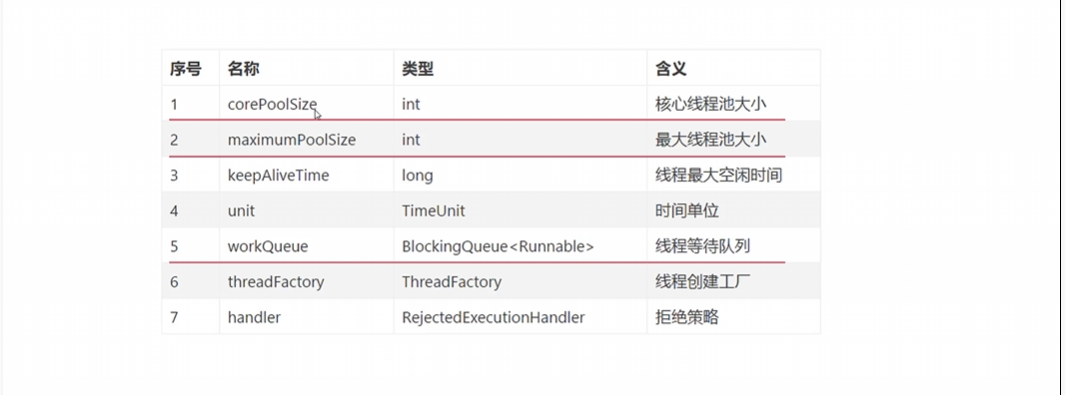 序号 名称 类型 含义
1 corePoolSize int 核心线程池大小
2 maximumPoolSize int 最大线程池大小
3 keepAliveTime long 线程最大空闲时间
4 unit TimeUnit 时间单位
5 workQueue BlockingQueue<Runnable> 线程等待队列
6 threadFactory ThreadFactory 线程创建工厂
7 handler RejectedExecutionHandler 拒绝策略